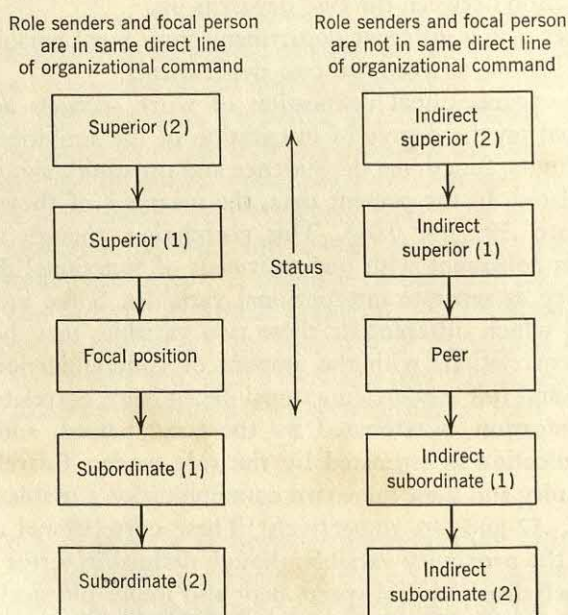 Role senders and focal person
are in same direct line
of organizational command
Superior (2)
Superior (1)
Focal position
Subordinate (1)
Subordinate (2)
Status
Role senders and focal person
are not in same direct line
of organizational command
Indirect
superior (2)
Indirect
superior (1)
Peer
Indirect
subordinate (1)
Indirect
subordinate (2)